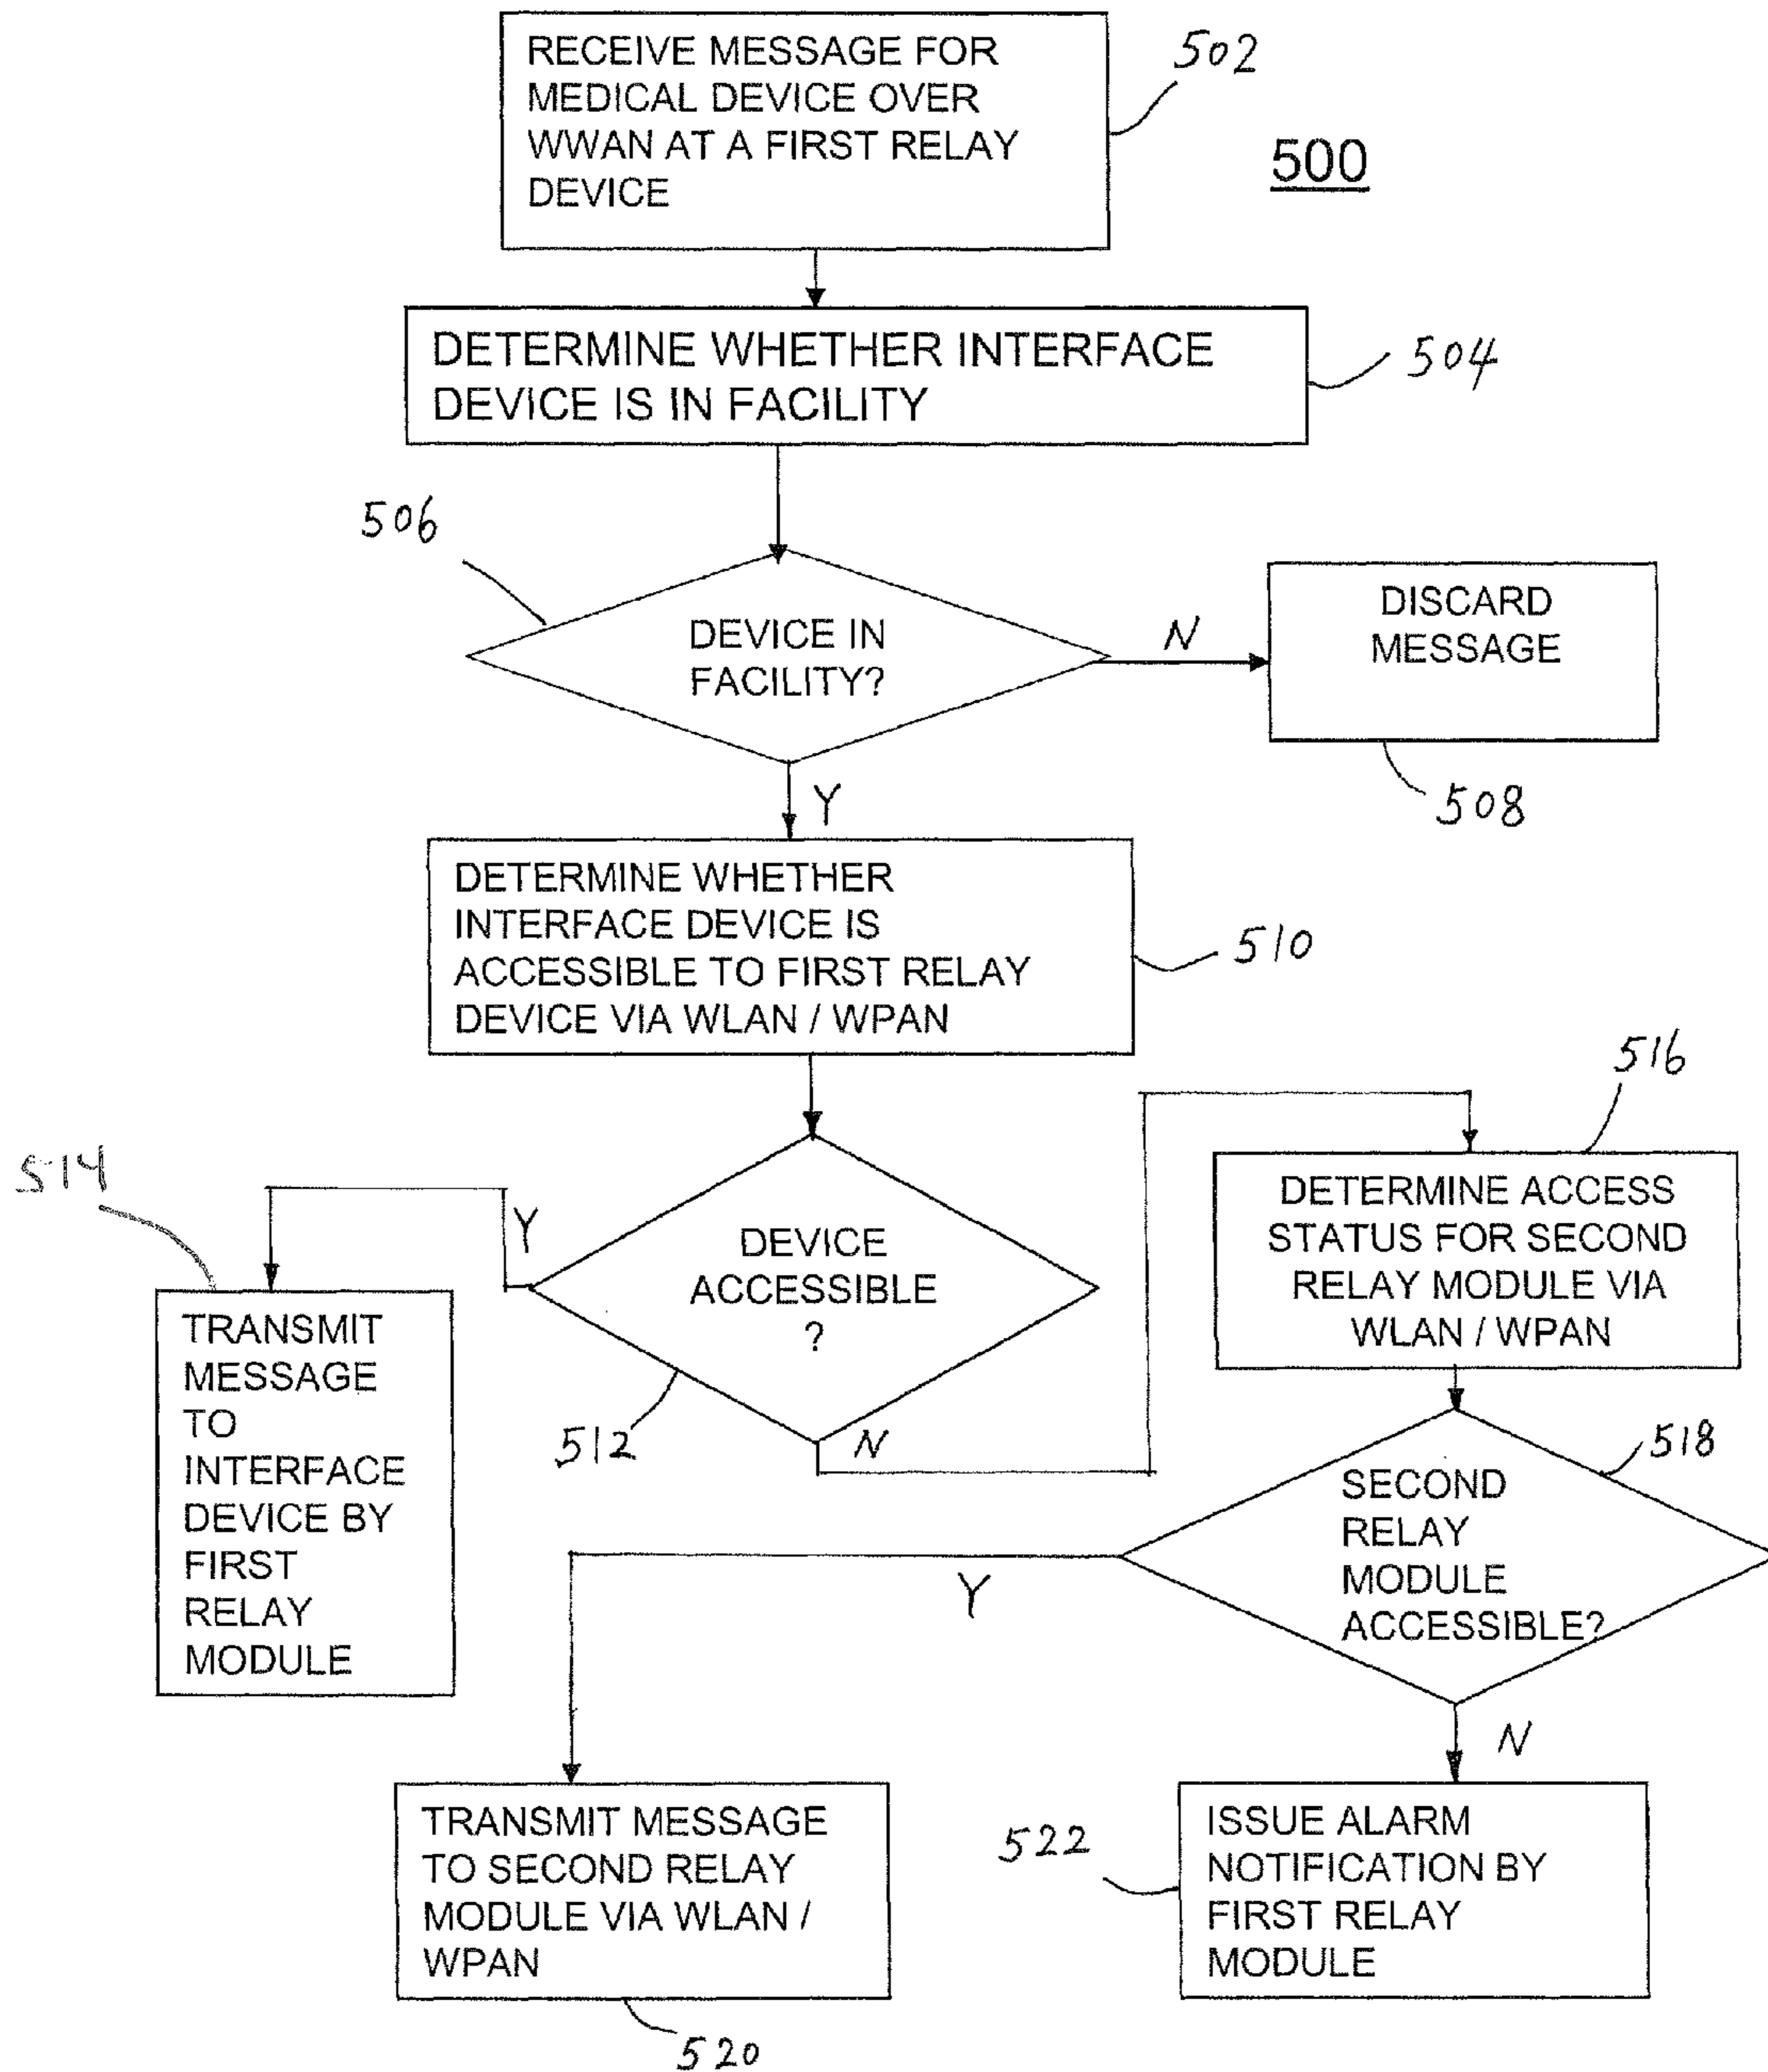 RECEIVE MESSAGE FOR
MEDICAL DEVICE OVER
WWAN AT A FIRST RELAY
DEVICE
502
500
DETERMINE WHETHER INTERFACE
DEVICE IS IN FACILITY
504
506
DEVICE IN
FACILITY?
N
DISCARD
MESSAGE
508
Y
DETERMINE WHETHER
INTERFACE DEVICE IS
ACCESSIBLE TO FIRST RELAY
DEVICE VIA WLAN / WPAN
510
516
514
Y
DEVICE
ACCESSIBLE
?
512
N
DETERMINE ACCESS
STATUS FOR SECOND
RELAY MODULE VIA
WLAN / WPAN
TRANSMIT
MESSAGE
TO
INTERFACE
DEVICE BY
FIRST
RELAY
MODULE
518
SECOND
RELAY
MODULE
ACCESSIBLE?
Y
N
TRANSMIT MESSAGE
TO SECOND RELAY
MODULE VIA WLAN /
WPAN
520
522
ISSUE ALARM
NOTIFICATION BY
FIRST RELAY
MODULE